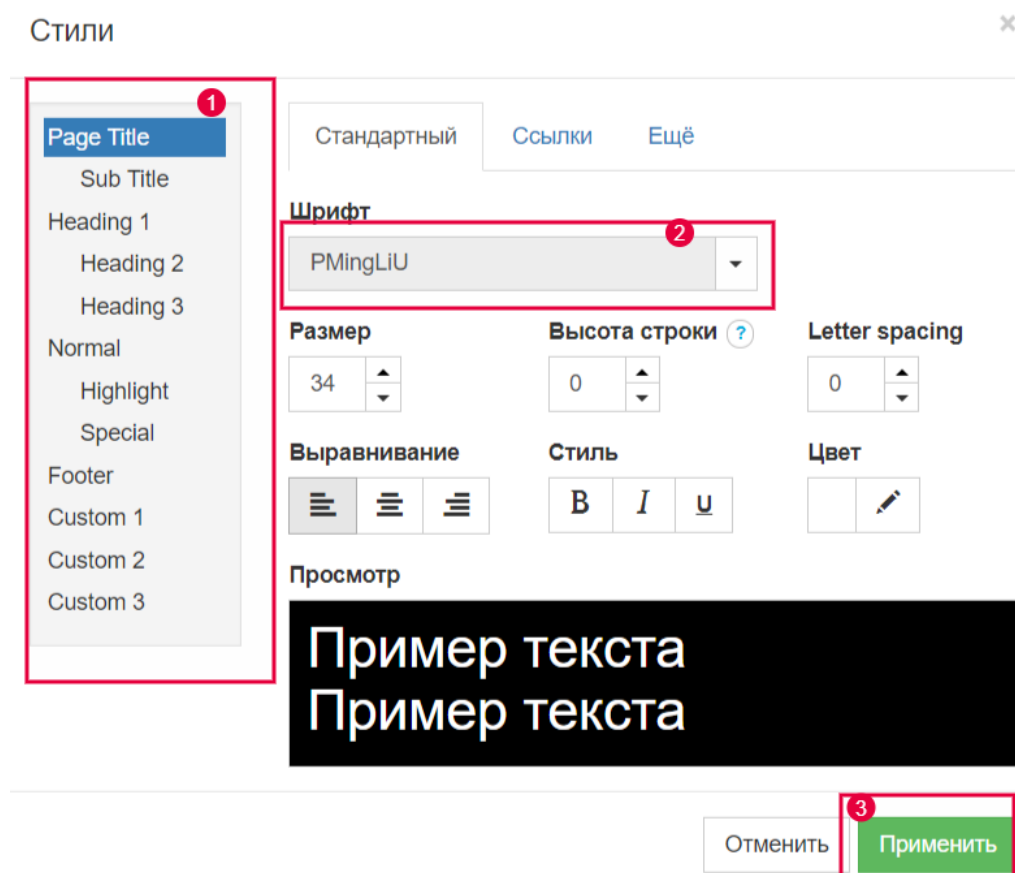 Стили
×
1
Page Title
Sub Title
Heading 1
Heading 2
Heading 3
Normal
Highlight
Special
Footer
Custom 1
Custom 2
Custom 3
Стандартный Ссылки Ещё
Шрифт
2
PMingLiU
Размер Высота строки ? Letter spacing
34 0 0
Выравнивание Стиль Цвет
B I U
Просмотр
Пример текста
Пример текста
3
Отменить Применить